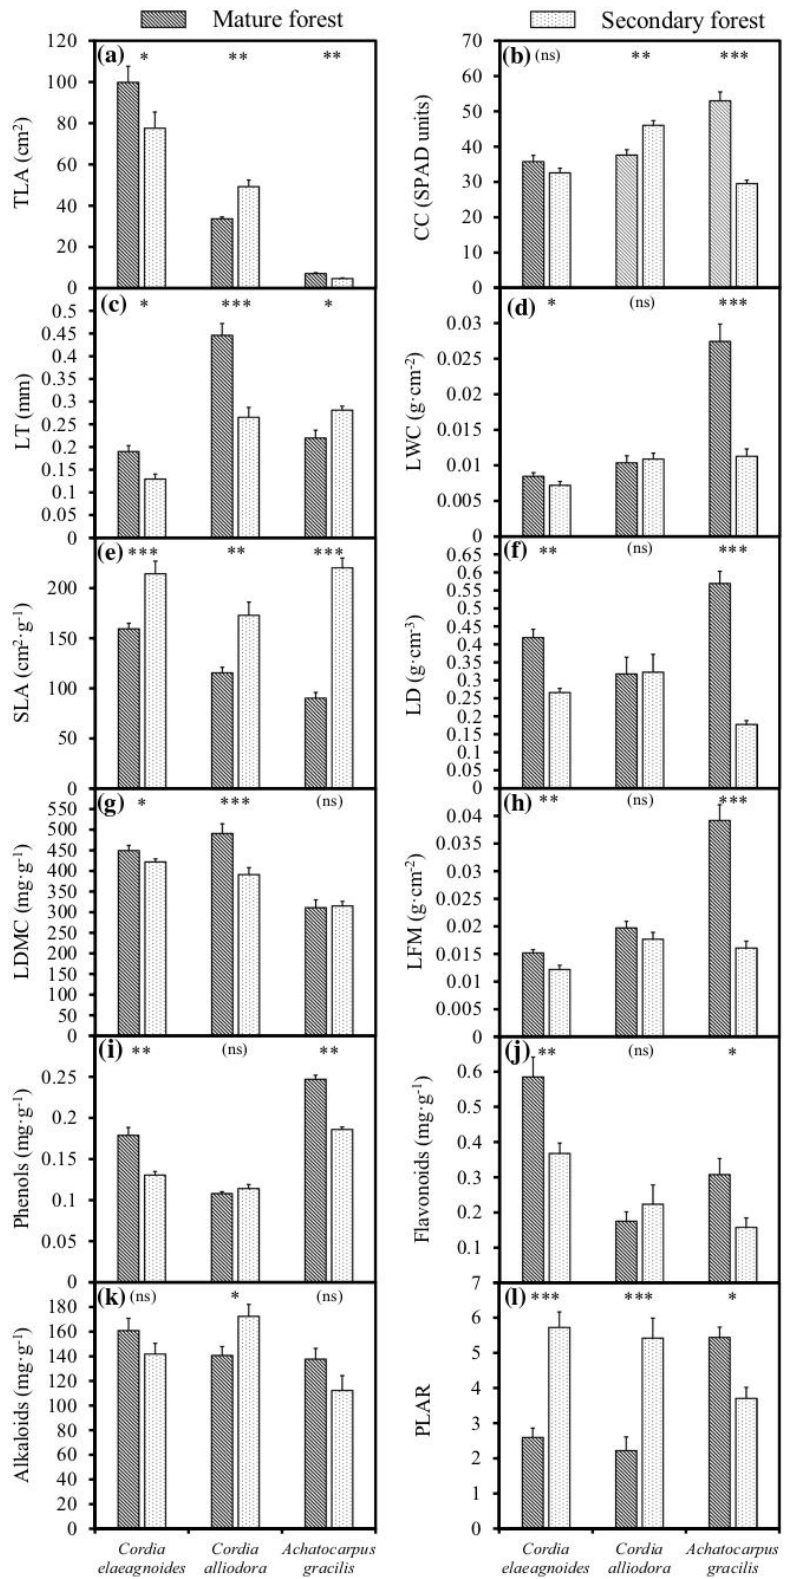 Mature forest Secondary forest
(a) * ** **
120
100
80
60
40
20
0
TLA (cm²)
(b) (ns) ** ***
70
60
50
40
30
20
10
0
CC (SPAD units)
(c) * *** *
0.5
0.45
0.4
0.35
0.3
0.25
0.2
0.15
0.1
0.05
0
LT (mm)
(d) * (ns) ***
0.03
0.025
0.02
0.015
0.01
0.005
0
LWC (g·cm⁻²)
(e) *** ** ***
200
150
100
50
0
SLA (cm²·g⁻¹)
(f) ** (ns) ***
0.65
0.6
0.55
0.5
0.45
0.4
0.35
0.3
0.25
0.2
0.15
0.1
0.05
0
LD (g·cm⁻³)
(g) * *** (ns)
550
500
450
400
350
300
250
200
150
100
50
0
LDMC (mg·g⁻¹)
(h) ** (ns) ***
0.04
0.035
0.03
0.025
0.02
0.015
0.01
0.005
0
LFM (g·cm⁻²)
(i) ** (ns) **
0.25
0.2
0.15
0.1
0.05
0
Phenols (mg·g⁻¹)
(j) ** (ns) *
0.6
0.5
0.4
0.3
0.2
0.1
Flavonoids (mg·g⁻¹)
(k) (ns) * (ns)
180
160
140
120
100
80
60
40
20
0
Alkaloids (mg·g⁻¹)
(l) *** *** *
7
6
5
4
3
2
1
0
PLAR
Cordia
elaeagnoides
Cordia
alliodora
Achatocarpus
gracilis
Cordia
elaeagnoides
Cordia
alliodora
Achatocarpus
gracilis